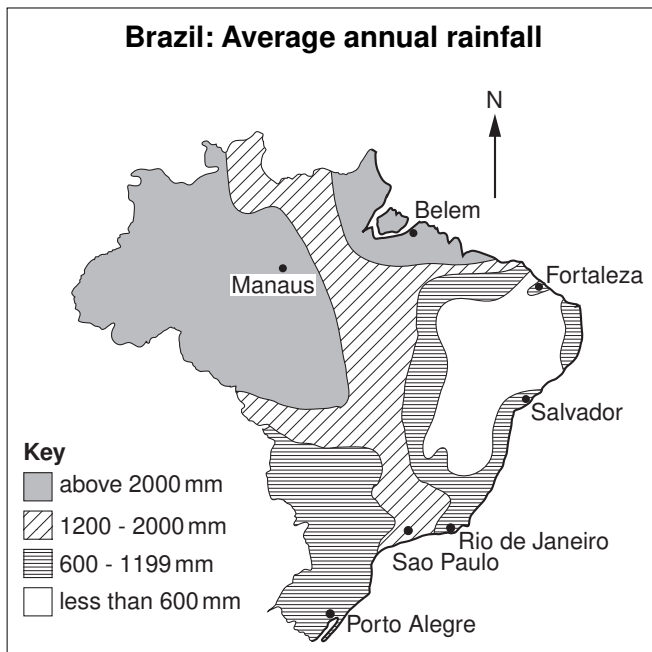 Brazil: Average annual rainfall
N
Belem
Manaus
Fortaleza
Salvador
Key
above 2000 mm
1200 - 2000 mm
600 - 1199 mm
less than 600 mm
Rio de Janeiro
Sao Paulo
Porto Alegre